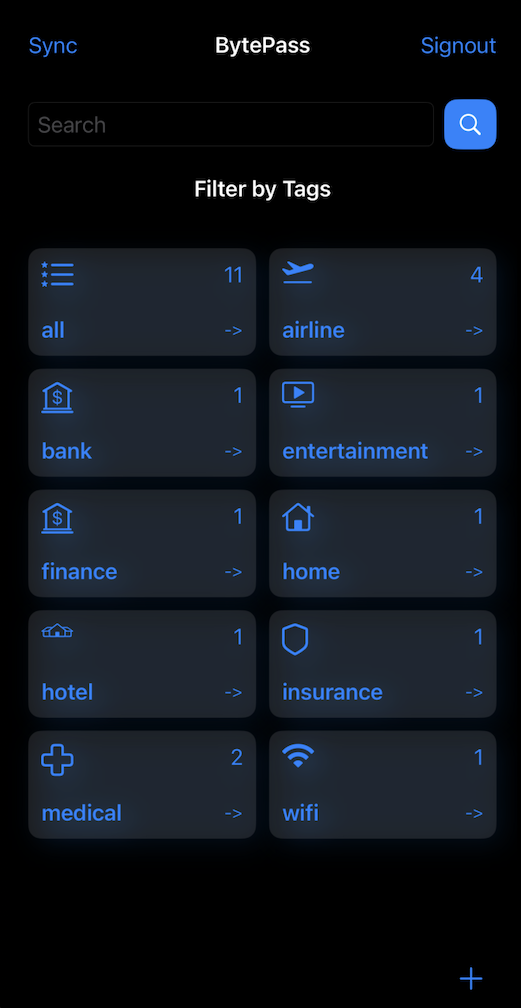 Sync BytePass Signout
Search
Filter by Tags
11 4
all -> airline ->
$ 1 1
bank -> entertainment ->
$ 1 1
finance -> home ->
1 1
hotel -> insurance ->
2 1
medical -> wifi ->
+